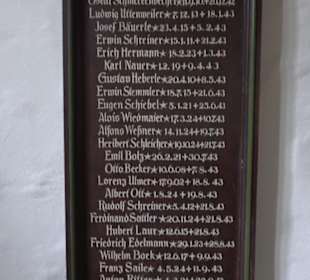 Ludwig Uttenweiler * 7.12.13 + 18.1.43
Josef Bäuerle * 23.4.15 + 5.2.43
Erwin Schreiner * 15.1.11 + 21.2.43
Erich Hermann * 18.2.23 + 1.3.43
Karl Nauer * 2.19 + 9.4.43
Gustav Heberle * 20.4.10 + 8.5.43
Erwin Stemmler * 18.7.15 + 21.6.43
Eugen Schiebel * 5.1.21 + 25.6.43
Alois Wiedmaier * 17.3.24 + 10.7.43
Alfons Weßner * 14.11.24 + 19.7.43
Heribert Schleicher * 19.10.24 + 21.7.43
Emil Botz * 26.2.21 + 30.7.43
Otto Becker * 10.6.08 + 7.8.43
Lorenz Ulmer * 17.9.02 + 18.8.43
Albert Ott * 1.8.24 + 19.8.43
Rudolf Schreiner * 5.4.12 + 21.8.43
Ferdinand Sattler * 20.11.24 + 21.8.43
Hubert Laur * 12.6.15 + 21.8.43
Friedrich Edelmann * 29.1.23 + 28.8.43
Wilhelm Bock * 12.6.17 + 9.9.43
Franz Saile * 4.5.24 + 11.9.43